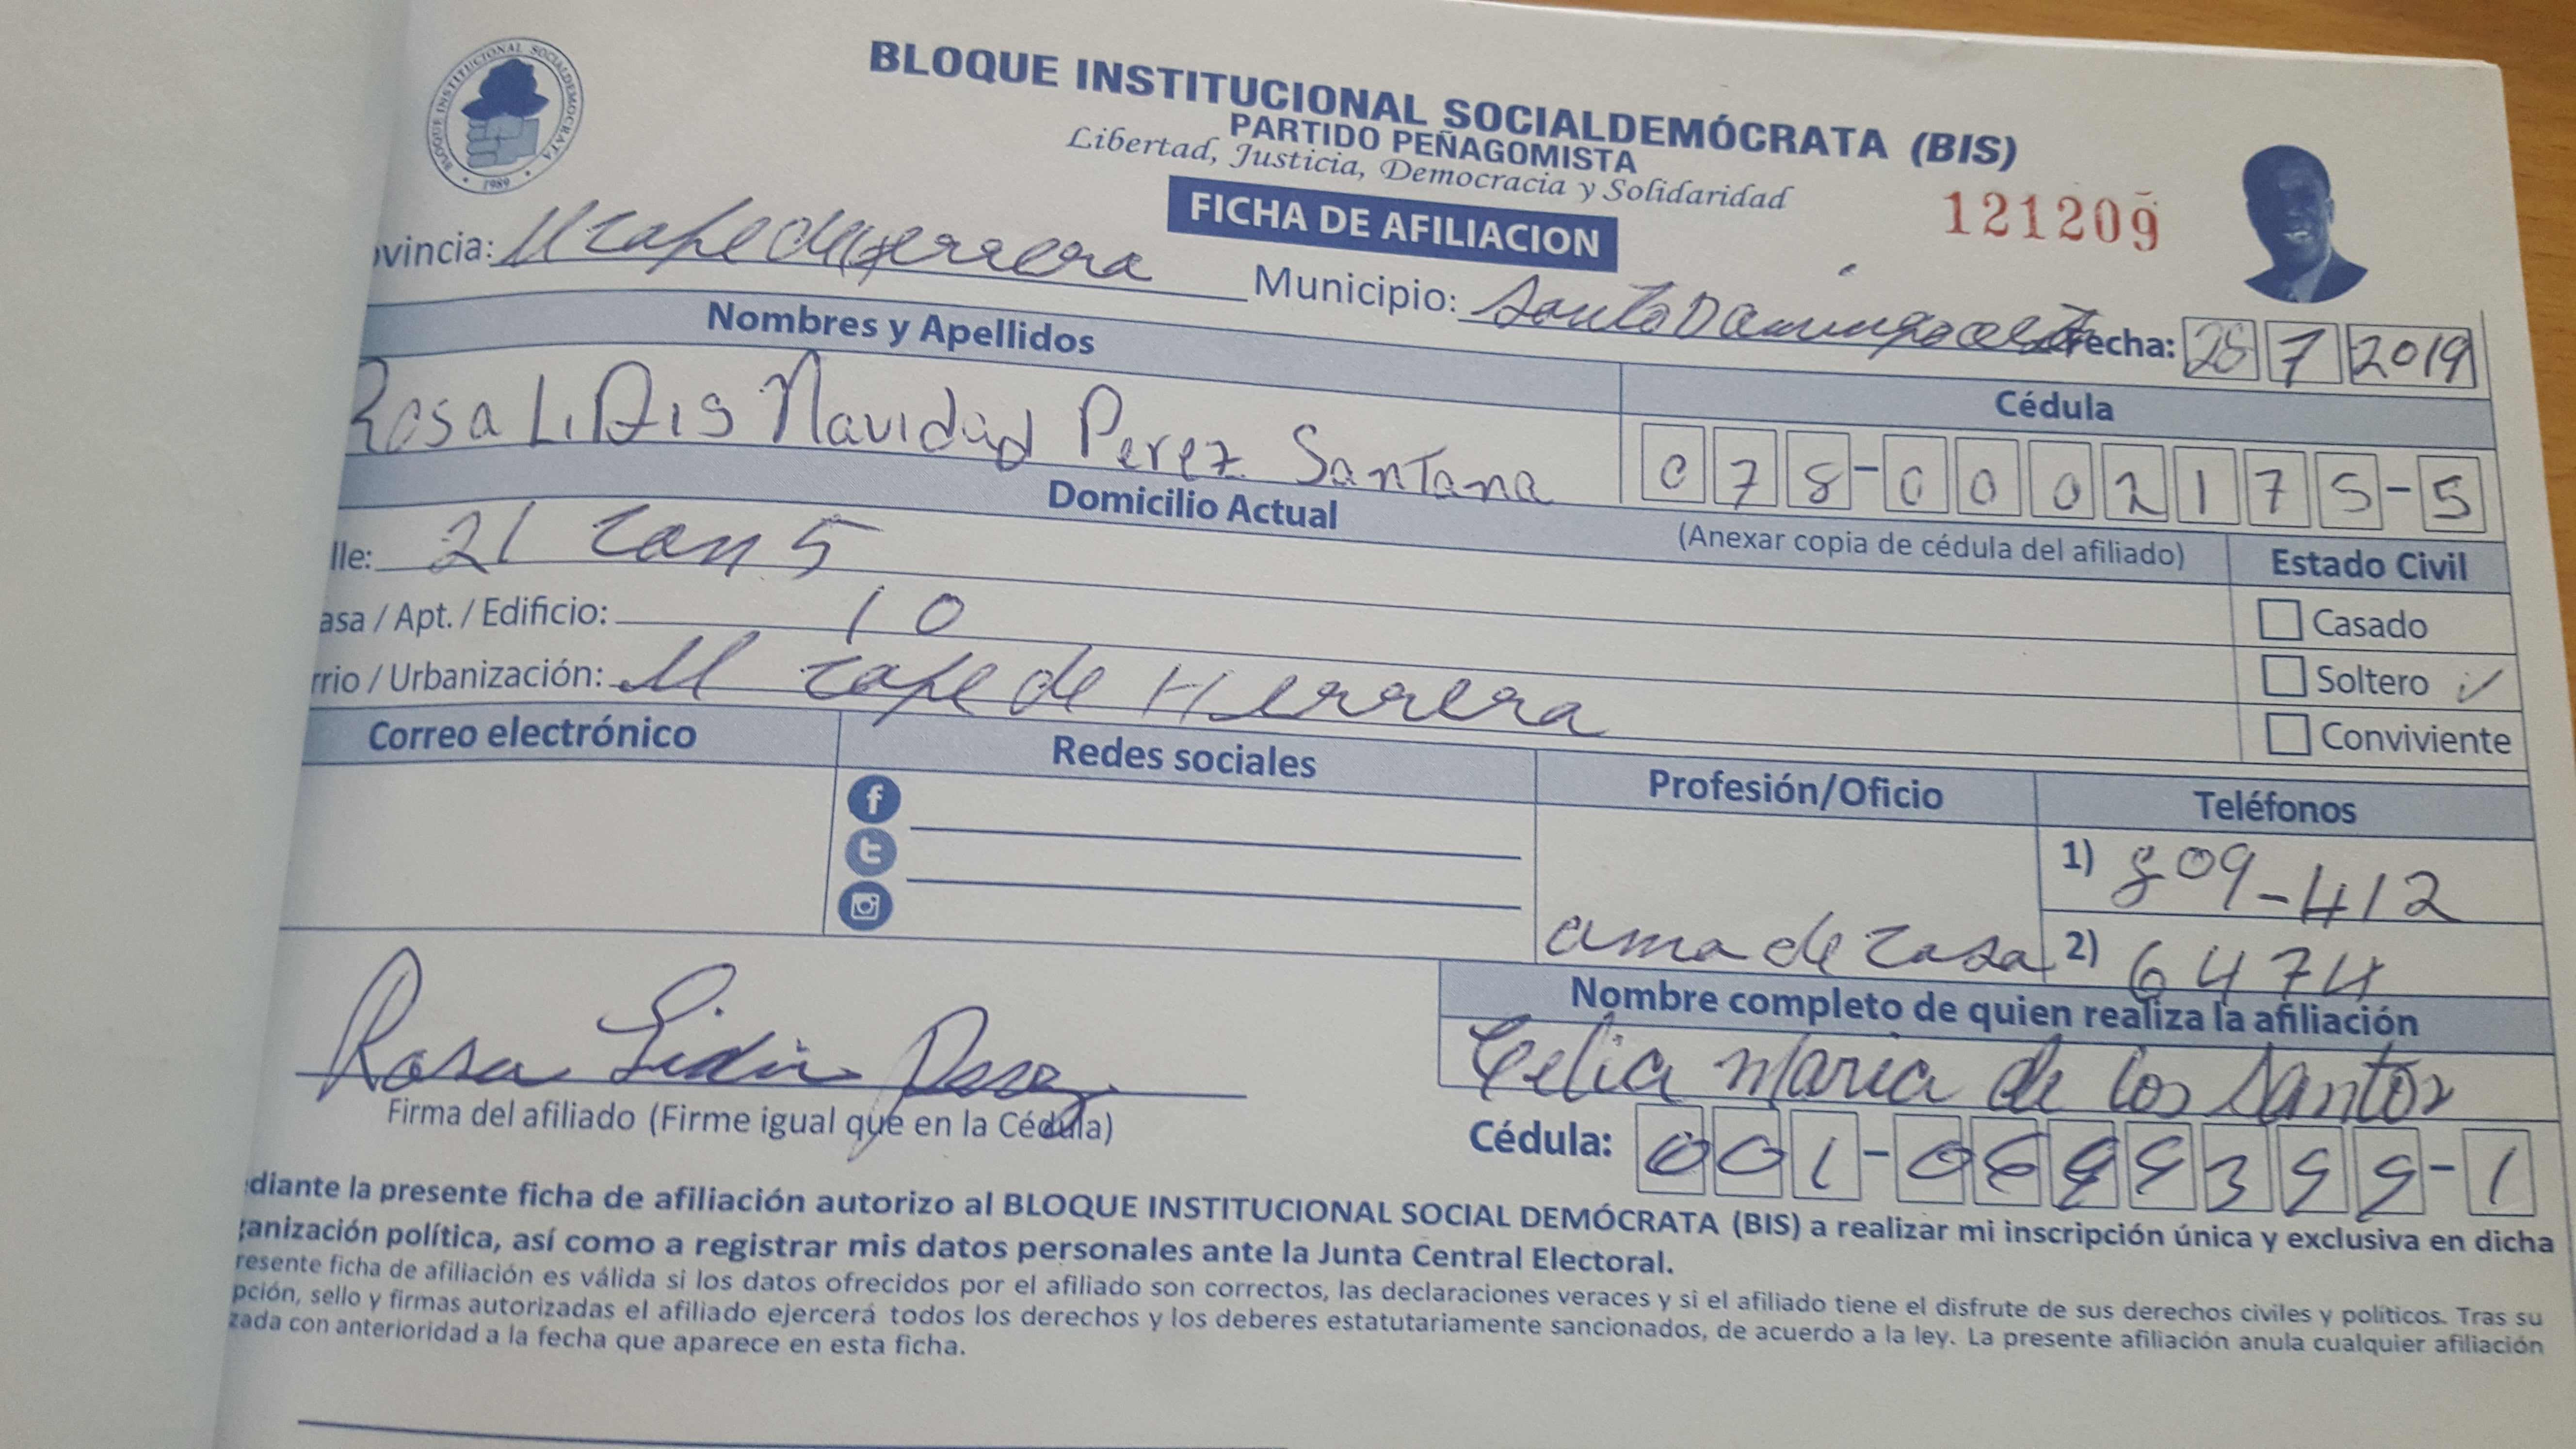 BLOQUE INSTITUCIONAL SOCIALDEMÓCRATA (BIS)
PARTIDO PEÑAGOMISTA
Libertad, Justicia, Democracia y Solidaridad
BLOQUE INSTITUCIONAL SOCIALDEMOCRATA
1989
FICHA DE AFILIACION
121209
ovincia: de Herrera
Municipio: Santo Domingo
Fecha: 28 7 2019
Nombres y Apellidos
Cédula
Rosa LiDis Navidad Perez Santana
078-0002175-5
Domicilio Actual
(Anexar copia de cédula del afiliado)
Estado Civil
lle: 21 5
Casado
asa / Apt. / Edificio: 10
Soltero ✓
rrio / Urbanización: de Herrera
Conviviente
Correo electrónico
Redes sociales
Profesión/Oficio
Teléfonos
ama de casa
1) 809-412
2) 6474
Nombre completo de quien realiza la afiliación
Celia Maria de los Santos
Rosa Lidis Perez
Firma del afiliado (Firme igual que en la Cédula)
Cédula: 001-
diante la presente ficha de afiliación autorizo al BLOQUE INSTITUCIONAL SOCIAL DEMÓCRATA (BIS) a realizar mi inscripción única y exclusiva en dicha
ganización política, así como a registrar mis datos personales ante la Junta Central Electoral.
resente ficha de afiliación es válida si los datos ofrecidos por el afiliado son correctos, las declaraciones veraces y si el afiliado tiene el disfrute de sus derechos civiles y políticos. Tras su
pción, sello y firmas autorizadas el afiliado ejercerá todos los derechos y los deberes estatutariamente sancionados, de acuerdo a la ley. La presente afiliación anula cualquier afiliación
zada con anterioridad a la fecha que aparece en esta ficha.